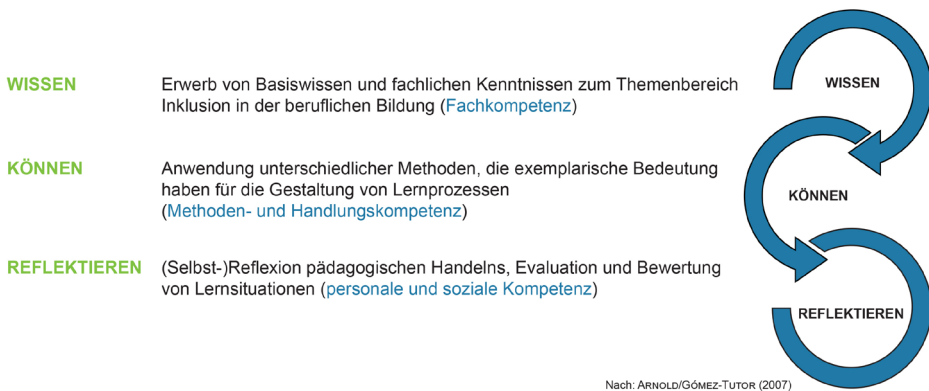 WISSEN
Erwerb von Basiswissen und fachlichen Kenntnissen zum Themenbereich
Inklusion in der beruflichen Bildung (Fachkompetenz)
WISSEN
KÖNNEN
Anwendung unterschiedlicher Methoden, die exemplarische Bedeutung
haben für die Gestaltung von Lernprozessen
(Methoden- und Handlungskompetenz)
KÖNNEN
REFLEKTIEREN
(Selbst-)Reflexion pädagogischen Handelns, Evaluation und Bewertung
von Lernsituationen (personale und soziale Kompetenz)
REFLEKTIEREN
Nach: ARNOLD/GÓMEZ-TUTOR (2007)